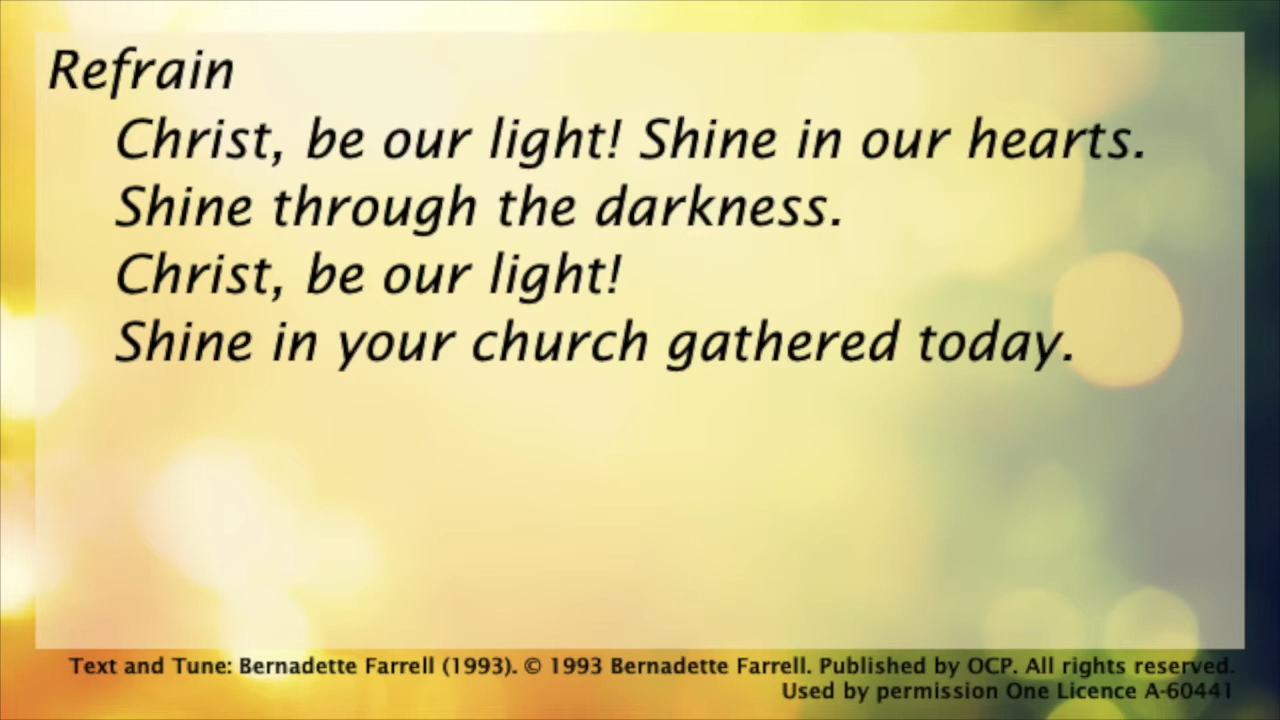 Refrain
Christ, be our light! Shine in our hearts.
Shine through the darkness.
Christ, be our light!
Shine in your church gathered today.
Text and Tune: Bernadette Farrell (1993). © 1993 Bernadette Farrell. Published by OCP. All rights reserved.
Used by permission One Licence A-60441